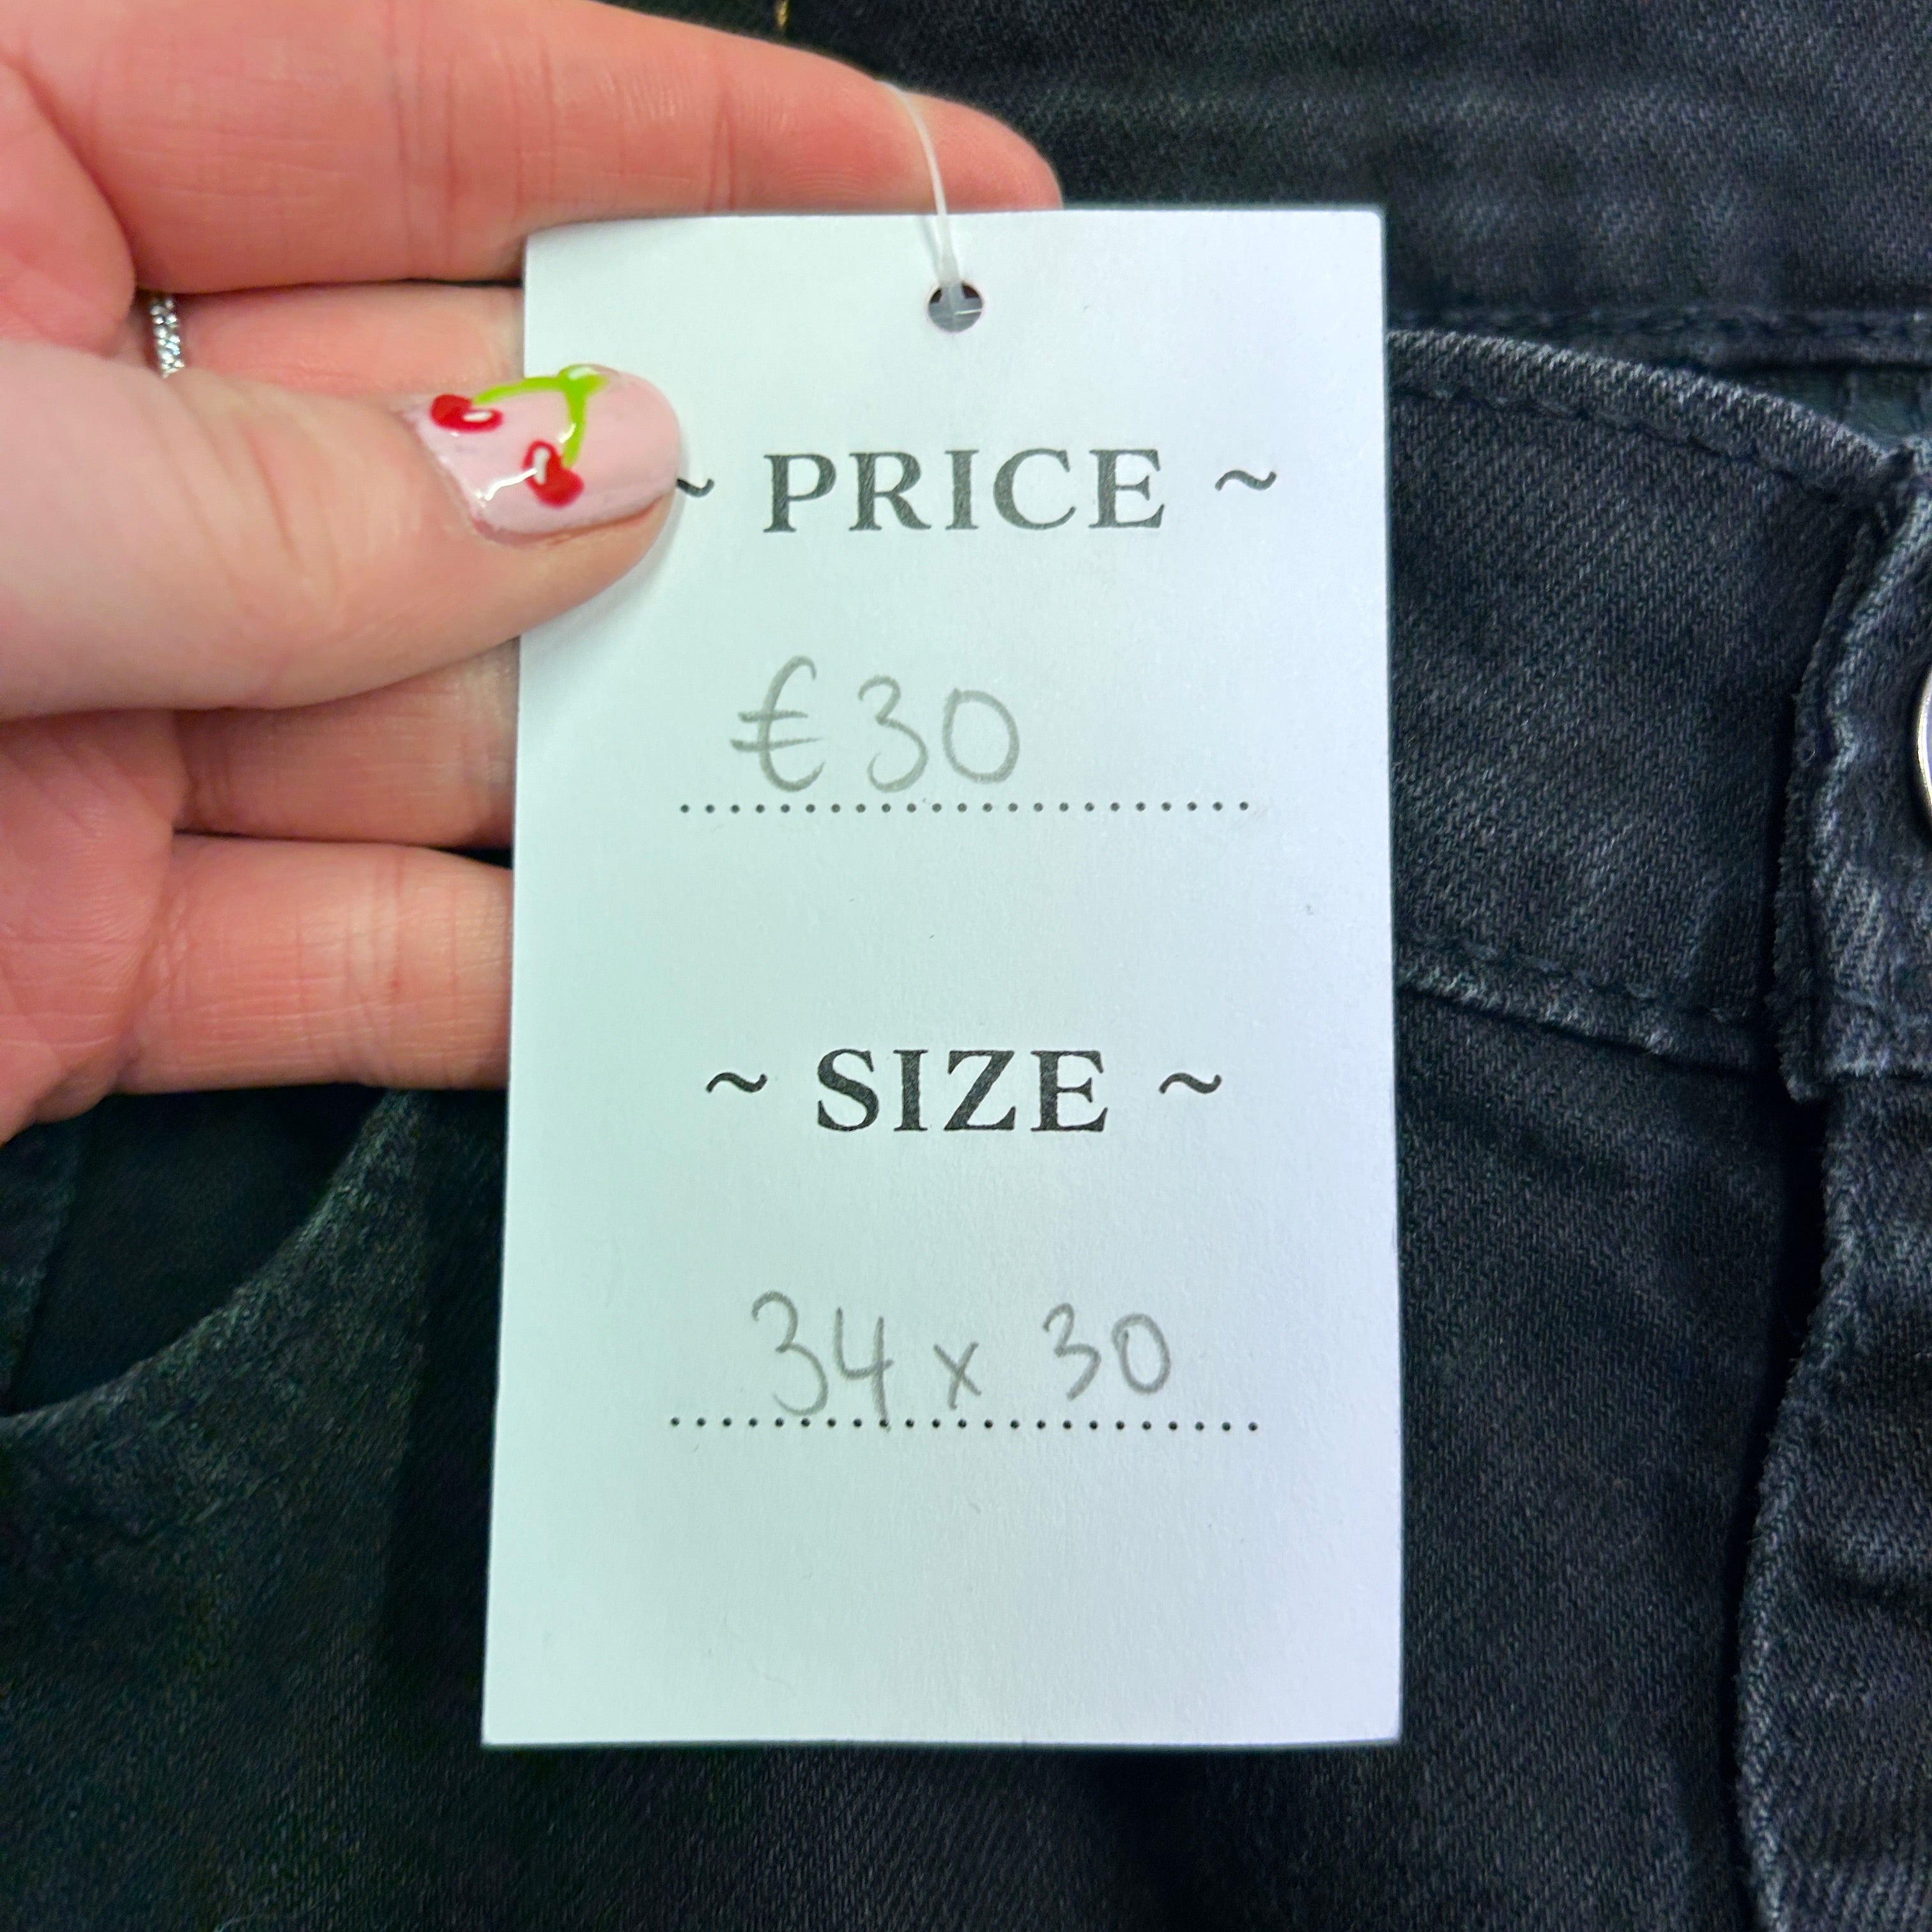 ~ PRICE ~
€30
~ SIZE ~
34 x 30